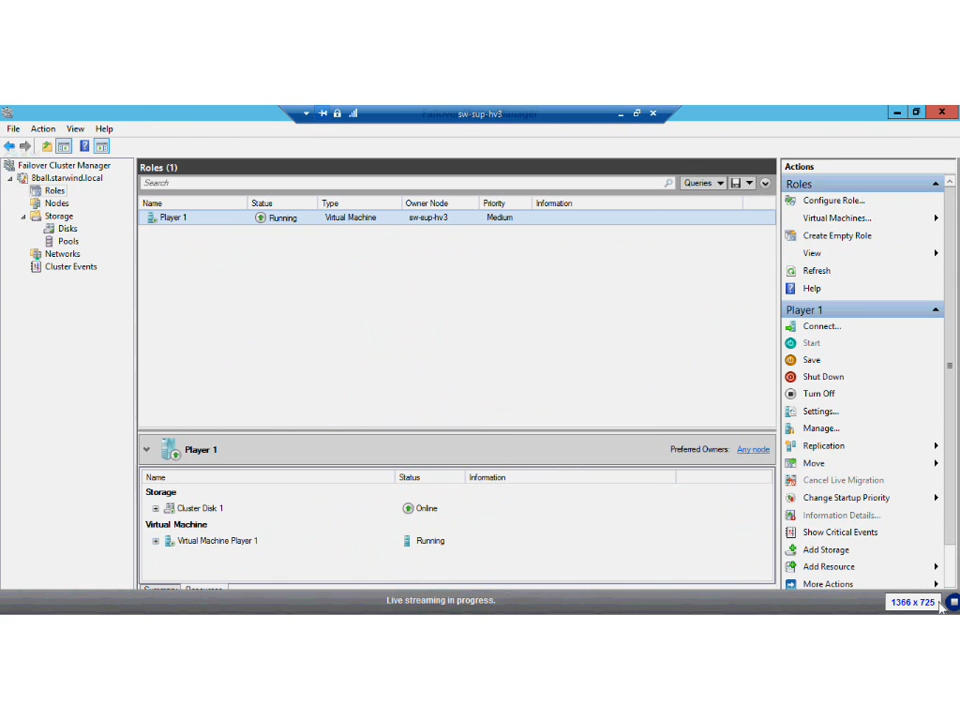 sw-sup-hv3
File Action View Help
Failover Cluster Manager
8ball.starwind.local
Roles
Nodes
Storage
Disks
Pools
Networks
Cluster Events
Roles (1)
Search
Queries
Name Status Type Owner Node Priority Information
Player 1 Running Virtual Machine sw-sup-hv3 Medium
Player 1
Preferred Owners: Any node
Name Status Information
Storage
Cluster Disk 1 Online
Virtual Machine
Virtual Machine Player 1 Running
Actions
Roles
Configure Role...
Virtual Machines...
Create Empty Role
View
Refresh
Help
Player 1
Connect...
Start
Save
Shut Down
Turn Off
Settings...
Manage...
Replication
Move
Cancel Live Migration
Change Startup Priority
Information Details...
Show Critical Events
Add Storage
Add Resource
More Actions
Live streaming in progress.
1366 x 725